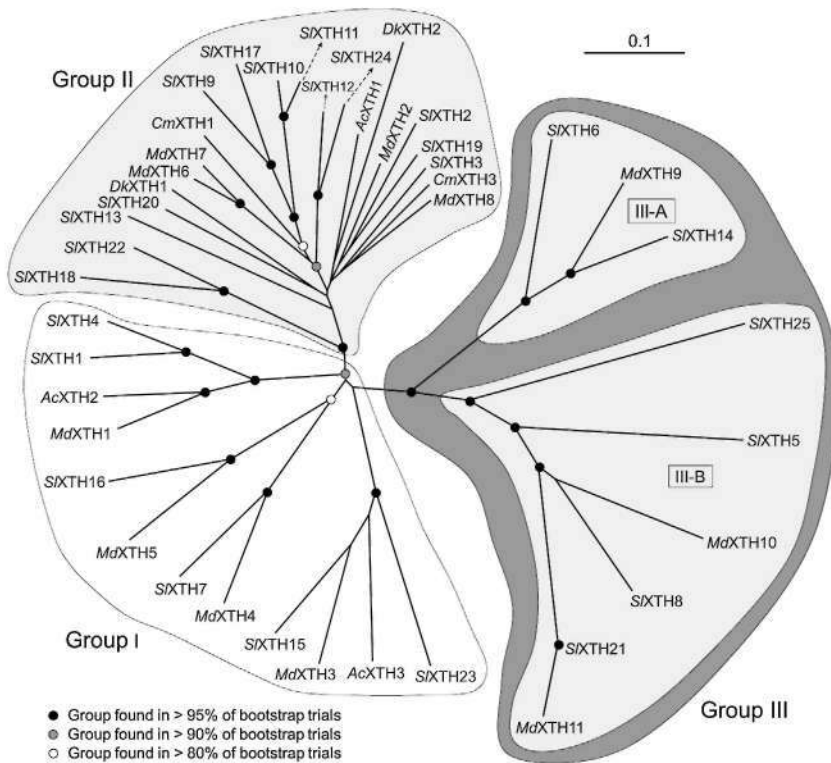 Group II
SlXTH17
SlXTH11
DkXTH2
SlXTH10
SlXTH24
SlXTH9
SlXTH12
AcXTH1
MdXTH2
CmXTH1
SlXTH2
MdXTH7
SlXTH19
MdXTH6
SlXTH3
DkXTH1
CmXTH3
SlXTH20
MdXTH8
SlXTH13
SlXTH22
SlXTH18
0.1
SlXTH6
MdXTH9
III-A
SlXTH14
SlXTH25
SlXTH5
III-B
MdXTH10
SlXTH8
SlXTH21
MdXTH11
Group III
SlXTH4
SlXTH1
AcXTH2
MdXTH1
SlXTH16
MdXTH5
SlXTH7
MdXTH4
SlXTH15
MdXTH3
AcXTH3
SlXTH23
Group I
Group found in > 95% of bootstrap trials
Group found in > 90% of bootstrap trials
Group found in > 80% of bootstrap trials